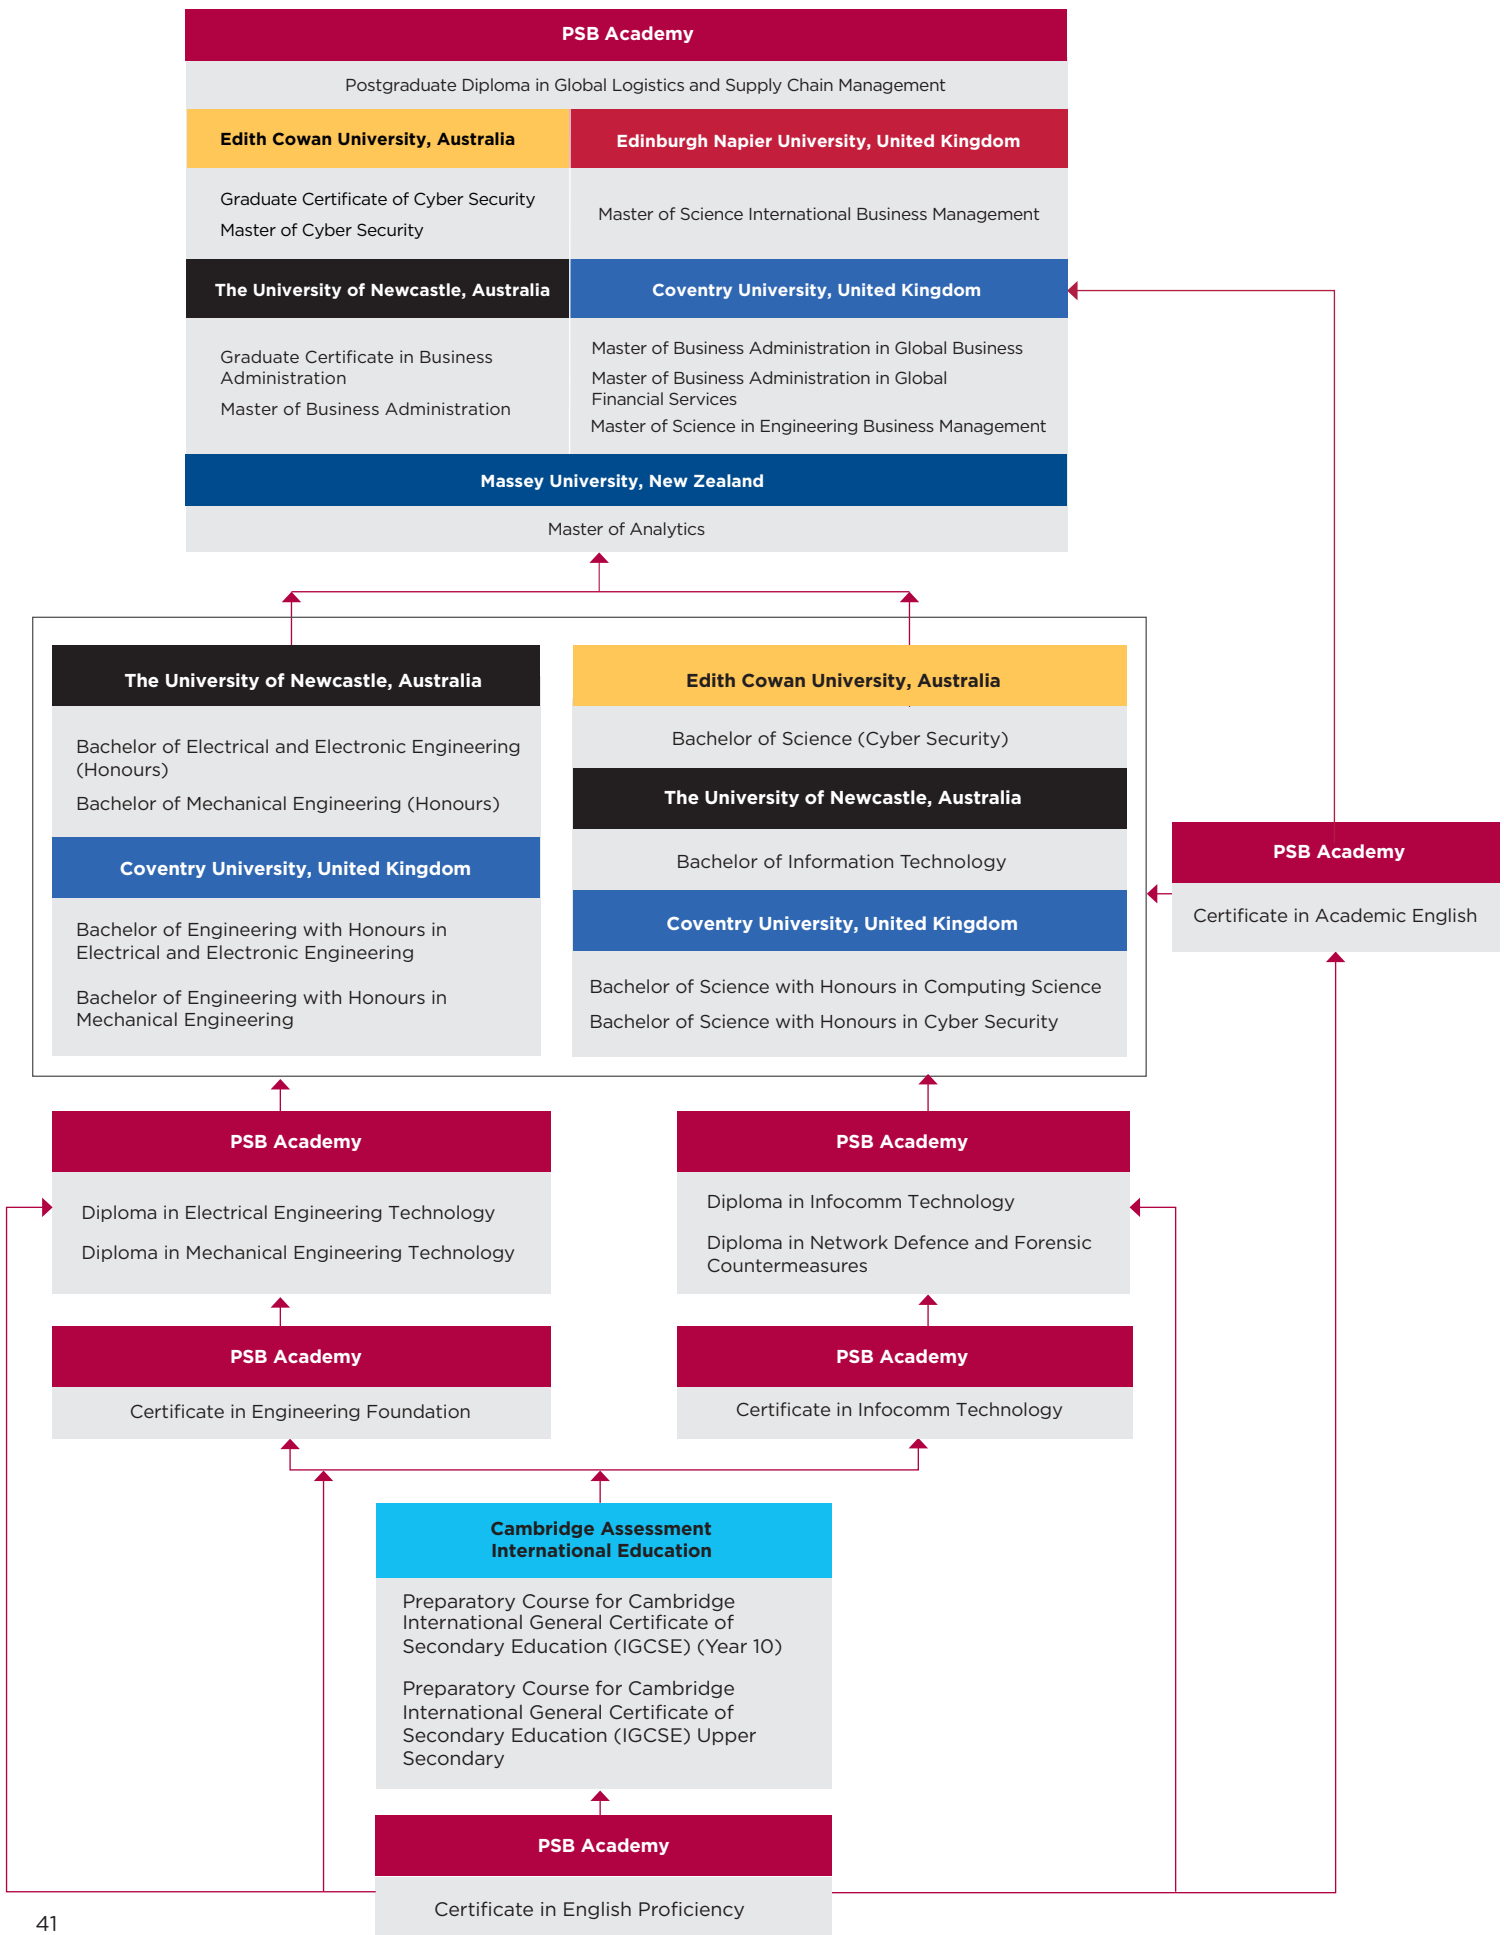 PSB Academy
Postgraduate Diploma in Global Logistics and Supply Chain Management
Edith Cowan University, Australia
Graduate Certificate of Cyber Security
Master of Cyber Security
Edinburgh Napier University, United Kingdom
Master of Science International Business Management
The University of Newcastle, Australia
Graduate Certificate in Business
Administration
Master of Business Administration
Coventry University, United Kingdom
Master of Business Administration in Global Business
Master of Business Administration in Global
Financial Services
Master of Science in Engineering Business Management
Massey University, New Zealand
Master of Analytics
The University of Newcastle, Australia
Bachelor of Electrical and Electronic Engineering
(Honours)
Bachelor of Mechanical Engineering (Honours)
Coventry University, United Kingdom
Bachelor of Engineering with Honours in
Electrical and Electronic Engineering
Bachelor of Engineering with Honours in
Mechanical Engineering
Edith Cowan University, Australia
Bachelor of Science (Cyber Security)
The University of Newcastle, Australia
Bachelor of Information Technology
Coventry University, United Kingdom
Bachelor of Science with Honours in Computing Science
Bachelor of Science with Honours in Cyber Security
PSB Academy
Certificate in Academic English
PSB Academy
Diploma in Electrical Engineering Technology
Diploma in Mechanical Engineering Technology
PSB Academy
Diploma in Infocomm Technology
Diploma in Network Defence and Forensic
Countermeasures
PSB Academy
Certificate in Engineering Foundation
PSB Academy
Certificate in Infocomm Technology
Cambridge Assessment
International Education
Preparatory Course for Cambridge
International General Certificate of
Secondary Education (IGCSE) (Year 10)
Preparatory Course for Cambridge
International General Certificate of
Secondary Education (IGCSE) Upper
Secondary
PSB Academy
Certificate in English Proficiency
41